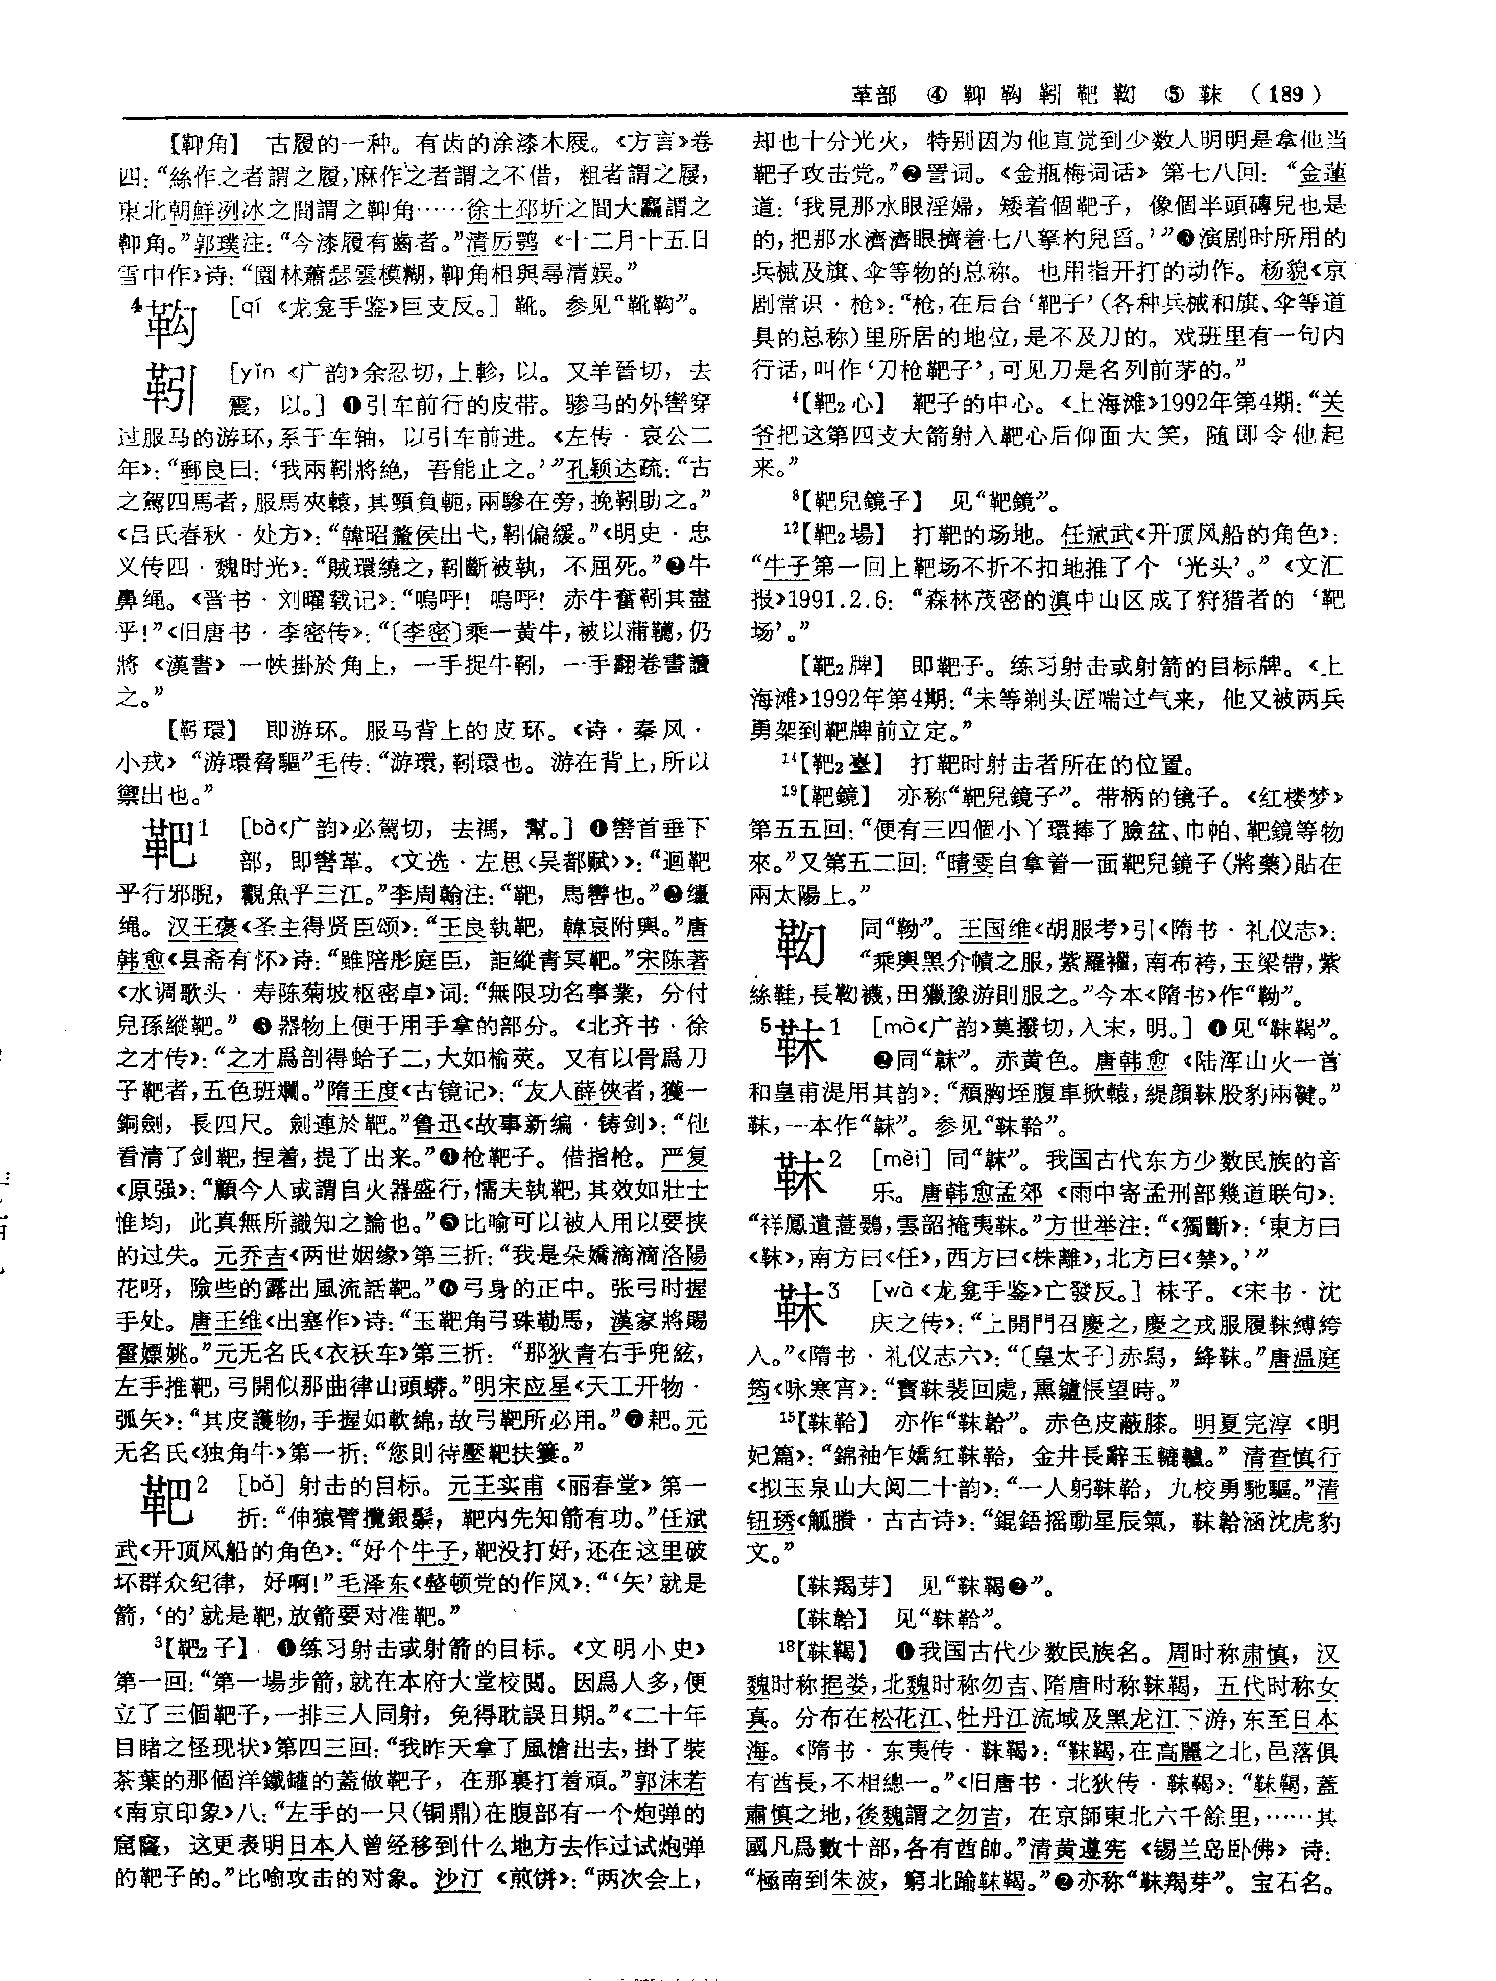 革部 ④ 䩕 䩓 靷 靶 靿 ⑤ 靺 (189)
【䩕角】 古履的一种。有齿的涂漆木屐。《方言》卷
四:“絲作之者謂之履,麻作之者謂之不借,粗者謂之屦,
東北朝鮮洌水之間謂之䩕角……徐土邳圻之間大麤謂之
䩕角。”郭璞注:“今漆履有齒者。”清厉鹗《十二月十五日
雪中作》诗:“園林蕭瑟雲模糊,䩕角相與尋清娱。”
4 [qí 《龙龛手鉴》巨支反。] 靴。参见“靴䩓”。
靷 [yǐn 《广韵》余忍切,上軫,以。又羊晉切,去
震,以。] ❶引车前行的皮带。骖马的外辔穿
过服马的游环,系于车轴,以引车前进。《左传·哀公二
年》:“郵良曰:‘我兩靷將絶,吾能止之。’”孔颖达疏:“古
之駕四馬者,服馬夾轅,其頸負軛,兩驂在旁,挽靷助之。”
《吕氏春秋·处方》:“韓昭釐侯出弋,靷偏緩。”《明史·忠
义传四·魏时光》:“賊環繞之,靷斷被執,不屈死。”❷牛
鼻绳。《晋书·刘曜载记》:“嗚呼!嗚呼!赤牛奮靷其盡
乎!”《旧唐书·李密传》:“〔李密〕乘一黄牛,被以蒲韉,仍
將《漢書》一帙掛於角上,一手捉牛靷,一手翻卷書讀
之。”
【靷環】 即游环。服马背上的皮环。《诗·秦风·
小戎》“游環脅驅”毛传:“游環,靷環也。游在背上,所以
禦出也。”
靶1 [bà《广韵》必駕切,去禡,幫。] ❶辔首垂下
部,即辔革。《文选·左思〈吴都賦〉》:“迴靶
乎行邪睨,觀魚乎三江。”李周翰注:“靶,馬轡也。”❷缰
绳。汉王褒《圣主得贤臣颂》:“王良執靶,韓哀附輿。”唐
韩愈《县斋有怀》诗:“雖陪彤庭臣,詎縱青冥靶。”宋陈著
《水调歌头·寿陈菊坡枢密卓》词:“無限功名事業,分付
兒孫縱靶。” ❸器物上便于用手拿的部分。《北齐书·徐
之才传》:“之才爲剖得蛤子二,大如榆莢。又有以骨爲刀
子靶者,五色班斕。”隋王度《古镜记》:“友人薛俠者,獲一
銅劍,長四尺。劍連於靶。”鲁迅《故事新编·铸剑》:“他
看清了剑靶,捏着,提了出来。”❹枪靶子。借指枪。严复
《原强》:“顧今人或謂自火器盛行,懦夫執靶,其效如壯士
惟均,此真無所識知之論也。”❺比喻可以被人用以要挟
的过失。元乔吉《两世姻缘》第三折:“我是朵嬌滴滴洛陽
花呀,險些的露出風流話靶。”❻弓身的正中。张弓时握
手处。唐王维《出塞作》诗:“玉靶角弓珠勒馬,漢家將賜
霍嫖姚。”元无名氏《衣袄车》第三折:“那狄青右手兜絃,
左手推靶,弓開似那曲律山頭蟒。”明宋应星《天工开物·
弧矢》:“其皮護物,手握如軟綿,故弓靶所必用。”❼耙。元
无名氏《独角牛》第一折:“您則待壓靶扶耬。”
靶2 [bǎ] 射击的目标。元王实甫《丽春堂》第一
折:“伸猿臂攬銀鬃,靶内先知箭有功。”任斌
武《开顶风船的角色》:“好个牛子,靶没打好,还在这里破
坏群众纪律,好啊!”毛泽东《整顿党的作风》:“‘矢’就是
箭,‘的’就是靶,放箭要对准靶。”
3【靶2子】 ❶练习射击或射箭的目标。《文明小史》
第一回:“第一場步箭,就在本府大堂校閲。因爲人多,便
立了三個靶子,一排三人同射,免得耽誤日期。”《二十年
目睹之怪现状》第四三回:“我昨天拿了風槍出去,掛了裝
茶葉的那個洋鐵罐的蓋做靶子,在那裏打着頑。”郭沫若
《南京印象》八:“左手的一只(铜鼎)在腹部有一个炮弹的
窟窿,这更表明日本人曾经移到什么地方去作过试炮弹
的靶子的。”比喻攻击的对象。沙汀《煎饼》:“两次会上,
却也十分光火,特别因为他直觉到少数人明明是拿他当
靶子攻击党。”❷詈词。《金瓶梅词话》第七八回:“金蓮
道:‘我見那水眼淫婦,矮着個靶子,像個半頭磚兒也是
的,把那水濟濟眼擠着七八拏杓兒舀。’”❸演剧时所用的
兵械及旗、伞等物的总称。也用指开打的动作。杨貌《京
剧常识·枪》:“枪,在后台‘靶子’(各种兵械和旗、伞等道
具的总称)里所居的地位,是不及刀的。戏班里有一句内
行话,叫作‘刀枪靶子’,可见刀是名列前茅的。”
4【靶2心】 靶子的中心。《上海滩》1992年第4期:“关
爷把这第四支大箭射入靶心后仰面大笑,随即令他起
来。”
8【靶兒鏡子】 见“靶鏡”。
12【靶2場】 打靶的场地。任斌武《开顶风船的角色》:
“牛子第一回上靶场不折不扣地推了个‘光头’。”《文汇
报》1991.2.6:“森林茂密的滇中山区成了狩猎者的‘靶
场’。”
【靶2牌】 即靶子。练习射击或射箭的目标牌。《上
海滩》1992年第4期:“未等剃头匠喘过气来,他又被两兵
勇架到靶牌前立定。”
14【靶2臺】 打靶时射击者所在的位置。
19【靶鏡】 亦称“靶兒鏡子”。带柄的镜子。《红楼梦》
第五五回:“便有三四個小丫環捧了臉盆、巾帕、靶鏡等物
來。”又第五二回:“晴雯自拿着一面靶兒鏡子(將藥)貼在
兩太陽上。”
同“靿”。王国维《胡服考》引《隋书·礼仪志》:
“乘輿黑介幘之服,紫羅襈,南布袴,玉梁帶,紫
絲鞋,長靿襪,田獵豫游則服之。”今本《隋书》作“靿”。
5靺1 [mò《广韵》莫撥切,入末,明。] ❶见“靺鞨”。
❷同“韎”。赤黄色。唐韩愈《陆浑山火一首
和皇甫湜用其韵》:“頳胸垤腹車掀轅,緹顔靺股豹兩鞬。”
靺,一本作“韎”。参见“靺鞈”。
靺2 [mèi] 同“韎”。我国古代东方少数民族的音
乐。唐韩愈孟郊《雨中寄孟刑部幾道联句》:
“祥鳳遺蒿鷃,雲韶掩夷靺。”方世举注:“《獨斷》:‘東方曰
《靺》,南方曰《任》,西方曰《株離》,北方曰《禁》。’”
靺3 [wà《龙龛手鉴》亡發反。] 袜子。《宋书·沈
庆之传》:“上開門召慶之,慶之戎服履靺縛絝
入。”《隋书·礼仪志六》:“〔皇太子〕赤舄,絳靺。”唐温庭
筠《咏寒宵》:“寶靺裴回處,熏鑪悵望時。”
15【靺鞈】 亦作“靺韐”。赤色皮蔽膝。明夏完淳《明
妃篇》:“錦袖乍嬌紅靺鞈,金井長辭玉轆轤。”清查慎行
《拟玉泉山大阅二十韵》:“一人躬靺鞈,九校勇馳驅。”清
钮琇《觚賸·古古诗》:“錕鋙摇動星辰氣,靺韐涵沈虎豹
文。”
【靺羯芽】 见“靺鞨❷”。
【靺韐】 见“靺鞈”。
18【靺鞨】 ❶我国古代少数民族名。周时称肃慎,汉
魏时称挹娄,北魏时称勿吉、隋唐时称靺鞨,五代时称女
真。分布在松花江、牡丹江流域及黑龙江下游,东至日本
海。《隋书·东夷传·靺鞨》:“靺鞨,在高麗之北,邑落俱
有酋長,不相總一。”《旧唐书·北狄传·靺鞨》:“靺鞨,蓋
肅慎之地,後魏謂之勿吉,在京師東北六千餘里,……其
國凡爲數十部,各有酋帥。”清黄遵宪《锡兰岛卧佛》诗:
“極南到朱波,窮北踰靺鞨。”❷亦称“靺羯芽”。宝石名。